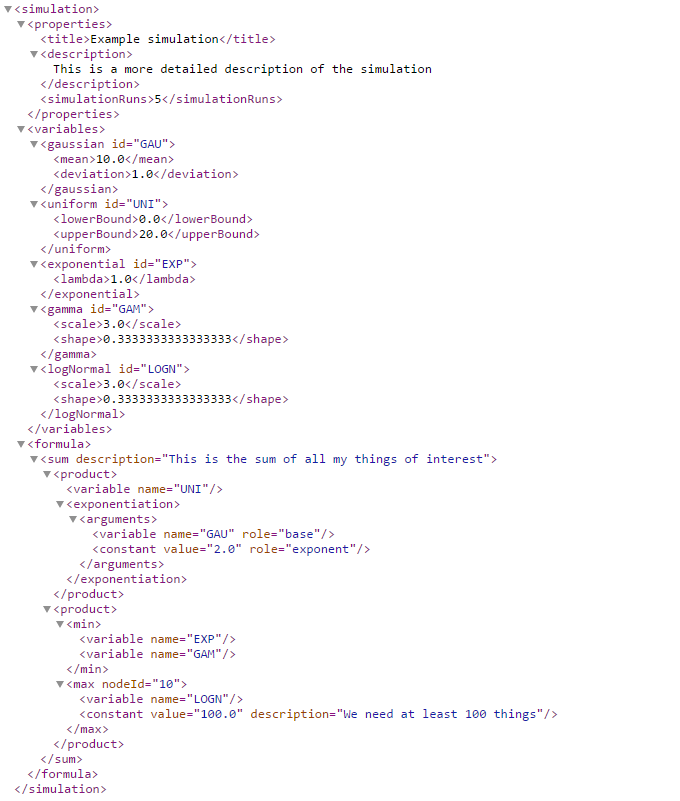 <simulation>
<properties>
<title>Example simulation</title>
<description>
This is a more detailed description of the simulation
</description>
<simulationRuns>5</simulationRuns>
</properties>
<variables>
<gaussian id="GAU">
<mean>10.0</mean>
<deviation>1.0</deviation>
</gaussian>
<uniform id="UNI">
<lowerBound>0.0</lowerBound>
<upperBound>20.0</upperBound>
</uniform>
<exponential id="EXP">
<lambda>1.0</lambda>
</exponential>
<gamma id="GAM">
<scale>3.0</scale>
<shape>0.3333333333333333</shape>
</gamma>
<logNormal id="LOGN">
<scale>3.0</scale>
<shape>0.3333333333333333</shape>
</logNormal>
</variables>
<formula>
<sum description="This is the sum of all my things of interest">
<product>
<variable name="UNI"/>
<exponentiation>
<arguments>
<variable name="GAU" role="base"/>
<constant value="2.0" role="exponent"/>
</arguments>
</exponentiation>
</product>
<product>
<min>
<variable name="EXP"/>
<variable name="GAM"/>
</min>
<max nodeId="10">
<variable name="LOGN"/>
<constant value="100.0" description="We need at least 100 things"/>
</max>
</product>
</sum>
</formula>
</simulation>